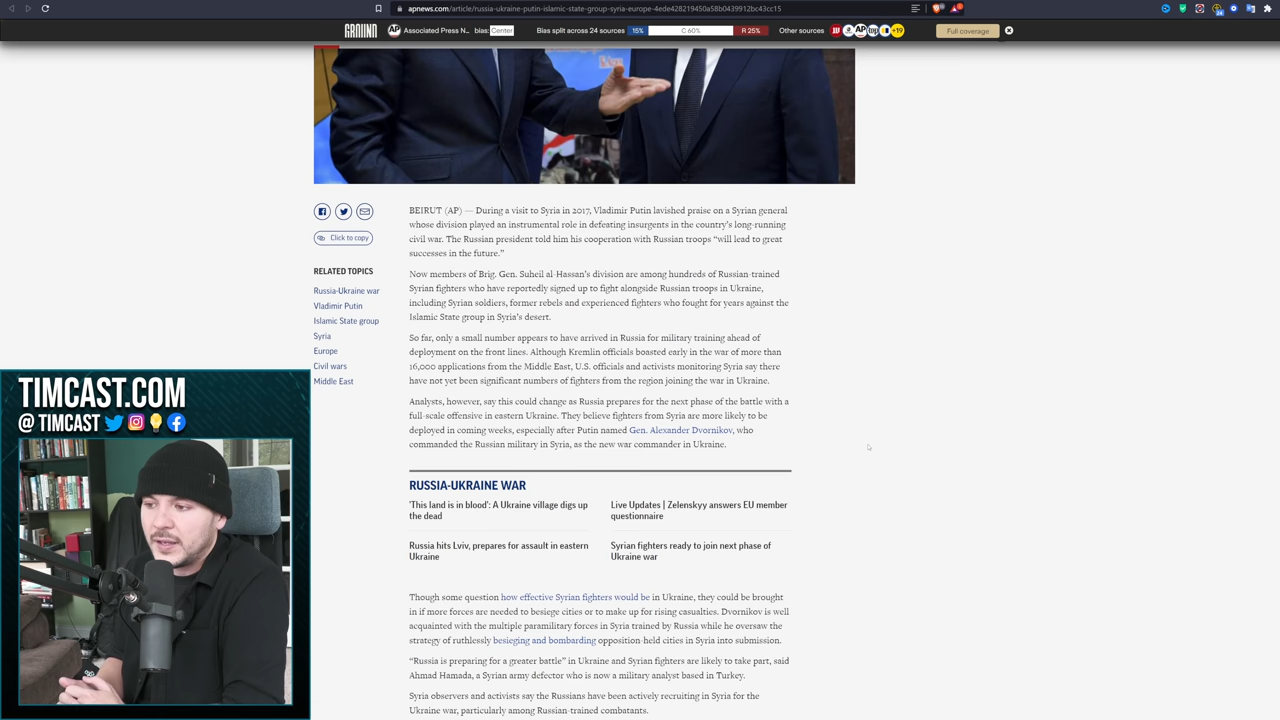 apnews.com/article/russia-ukraine-putin-islamic-state-group-syria-europe-4ede428219450a58b0439912bc43cc15
GROUND
AP
Associated Press N..
bias:
Center
Bias split across 24 sources
15%
C 60%
R 25%
Other sources
AP
+19
Full coverage
Click to copy
RELATED TOPICS
Russia-Ukraine war
Vladimir Putin
Islamic State group
Syria
Europe
Civil wars
Middle East
BEIRUT (AP) — During a visit to Syria in 2017, Vladimir Putin lavished praise on a Syrian general
whose division played an instrumental role in defeating insurgents in the country's long-running
civil war. The Russian president told him his cooperation with Russian troops “will lead to great
successes in the future.”
Now members of Brig. Gen. Suheil al-Hassan's division are among hundreds of Russian-trained
Syrian fighters who have reportedly signed up to fight alongside Russian troops in Ukraine,
including Syrian soldiers, former rebels and experienced fighters who fought for years against the
Islamic State group in Syria's desert.
So far, only a small number appears to have arrived in Russia for military training ahead of
deployment on the front lines. Although Kremlin officials boasted early in the war of more than
16,000 applications from the Middle East, U.S. officials and activists monitoring Syria say there
have not yet been significant numbers of fighters from the region joining the war in Ukraine.
Analysts, however, say this could change as Russia prepares for the next phase of the battle with a
full-scale offensive in eastern Ukraine. They believe fighters from Syria are more likely to be
deployed in coming weeks, especially after Putin named Gen. Alexander Dvornikov, who
commanded the Russian military in Syria, as the new war commander in Ukraine.
RUSSIA-UKRAINE WAR
'This land is in blood': A Ukraine village digs up
the dead
Live Updates | Zelenskyy answers EU member
questionnaire
Russia hits Lviv, prepares for assault in eastern
Ukraine
Syrian fighters ready to join next phase of
Ukraine war
Though some question how effective Syrian fighters would be in Ukraine, they could be brought
in if more forces are needed to besiege cities or to make up for rising casualties. Dvornikov is well
acquainted with the multiple paramilitary forces in Syria trained by Russia while he oversaw the
strategy of ruthlessly besieging and bombarding opposition-held cities in Syria into submission.
“Russia is preparing for a greater battle” in Ukraine and Syrian fighters are likely to take part, said
Ahmad Hamada, a Syrian army defector who is now a military analyst based in Turkey.
Syria observers and activists say the Russians have been actively recruiting in Syria for the
Ukraine war, particularly among Russian-trained combatants.
TIMCAST.COM
@ TIMCAST